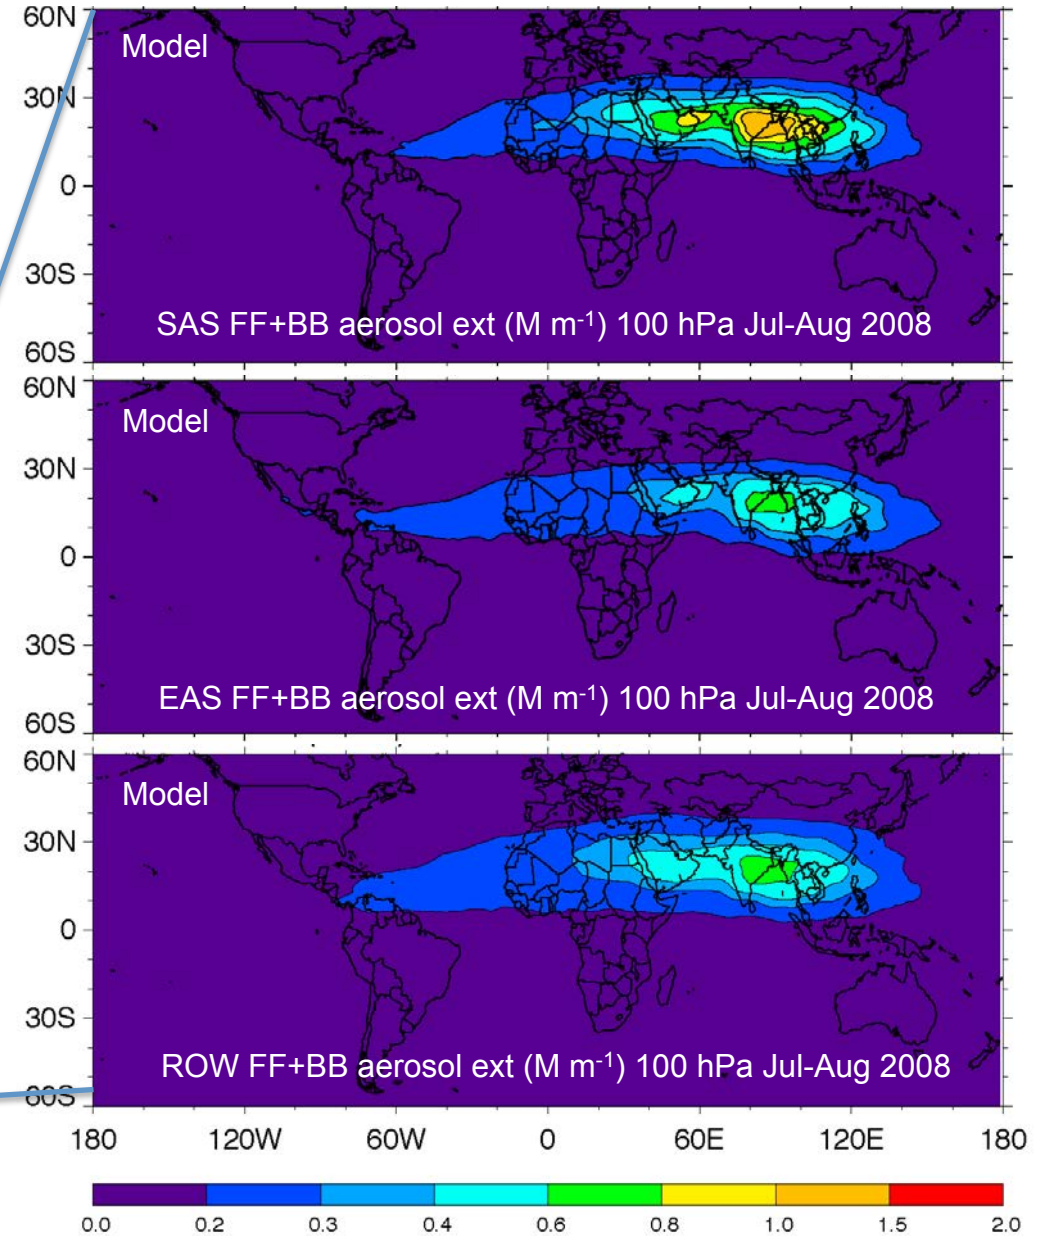 60N
Model
30N
0
30S
SAS FF+BB aerosol ext (M m-1) 100 hPa Jul-Aug 2008
60S
60N
Model
30N
0
30S
EAS FF+BB aerosol ext (M m-1) 100 hPa Jul-Aug 2008
60S
60N
Model
30N
0
30S
ROW FF+BB aerosol ext (M m-1) 100 hPa Jul-Aug 2008
60S
180 120W 60W 0 60E 120E 180
0.0 0.2 0.3 0.4 0.6 0.8 1.0 1.5 2.0